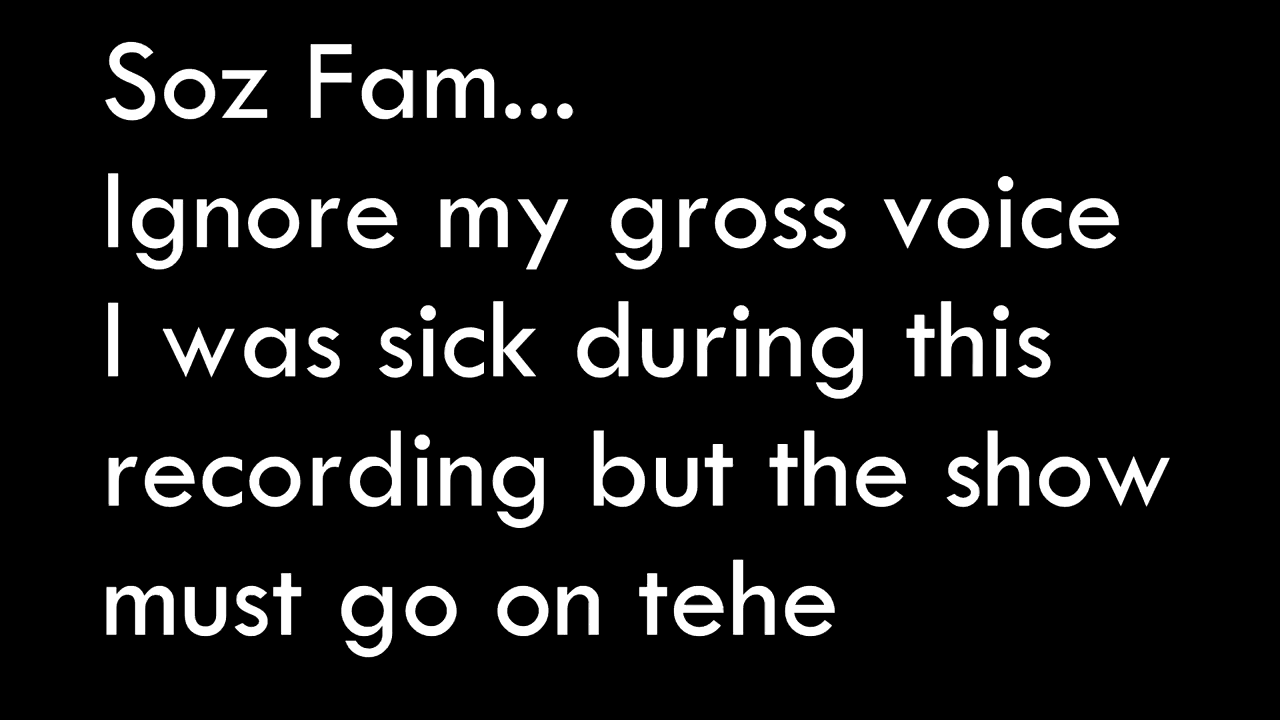 Soz Fam...
Ignore my gross voice
I was sick during this
recording but the show
must go on tehe